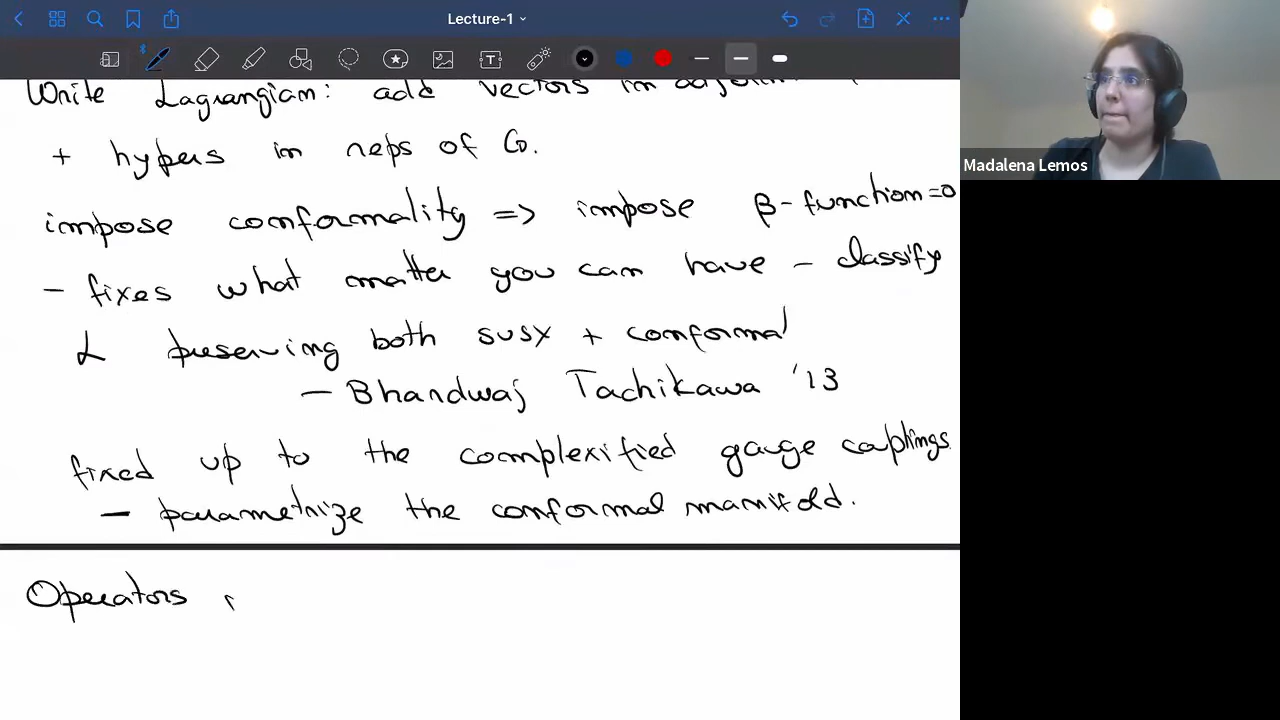 Lecture-1
Madalena Lemos
Write Lagrangian: add vectors in
+ hypers in reps of G.
impose conformality => impose β-function=0
- fixes what matter you can have - classify
L preserving both susy + conformal
- Bhardwaj Tachikawa '13
fixed up to the complexified gauge couplings.
- parametrize the conformal manifold.
Operators